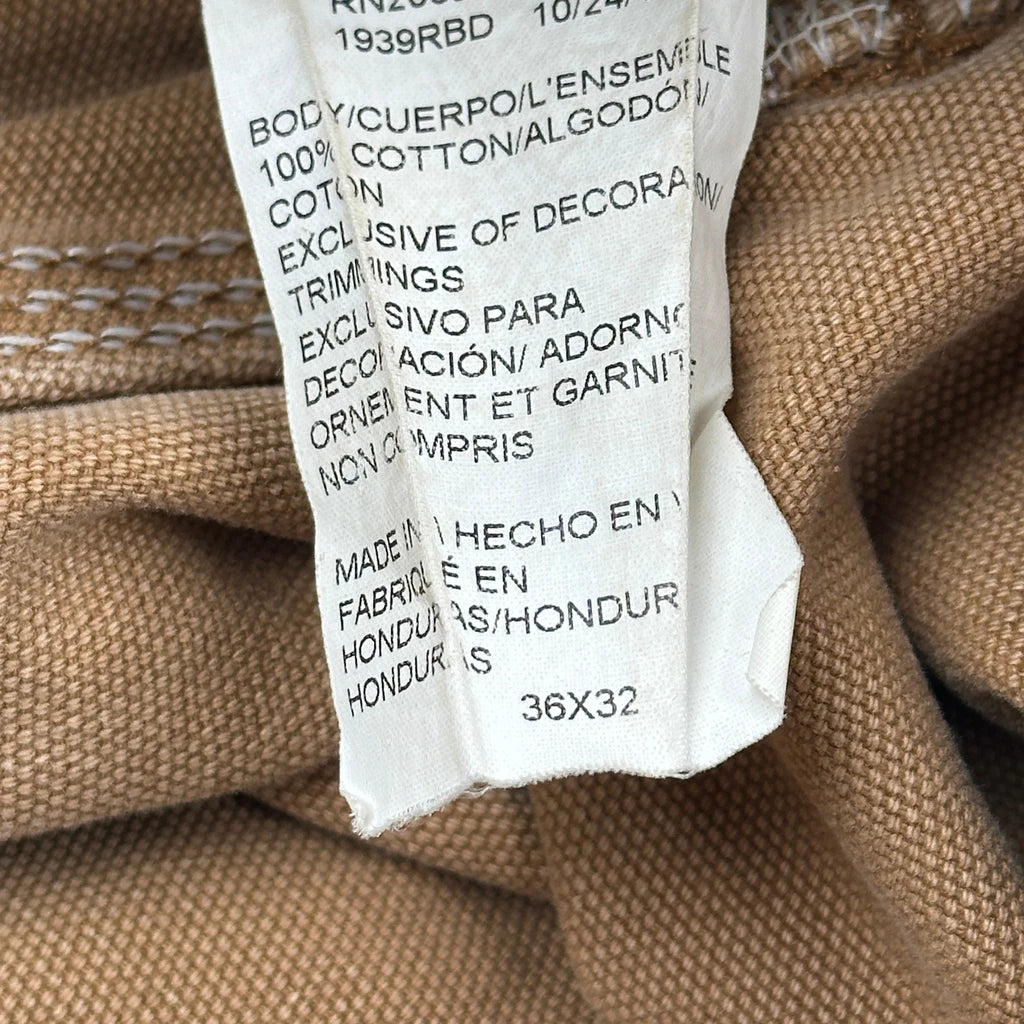 1939RBD 10/24/
BODY/CUERPO/L'ENSEMBLE
100% COTTON/ALGODÓN/
COTON
EXCLUSIVE OF DECORATION/
TRIMMINGS
EXCLUSIVO PARA
DECORACIÓN/ ADORNO
ORNEMENT ET GARNIT
NON COMPRIS
MADE IN \ HECHO EN \
FABRIQUÉ EN
HONDURAS/HONDUR
HONDURAS
36X32